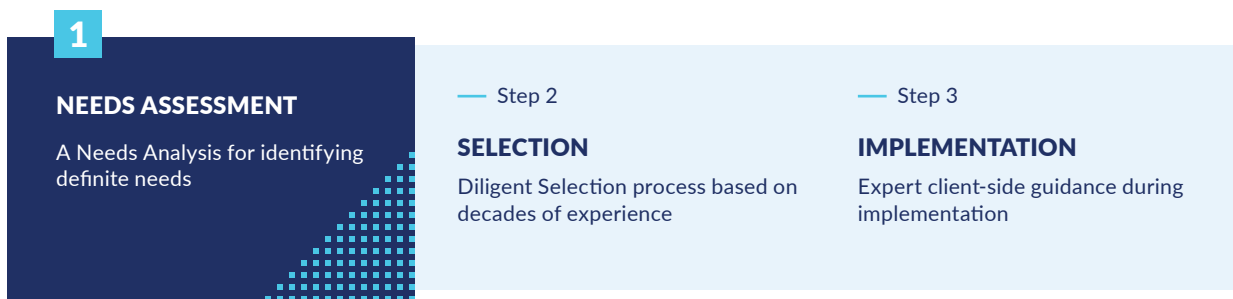 1
NEEDS ASSESSMENT
A Needs Analysis for identifying
definite needs
Step 2
SELECTION
Diligent Selection process based on
decades of experience
Step 3
IMPLEMENTATION
Expert client-side guidance during
implementation